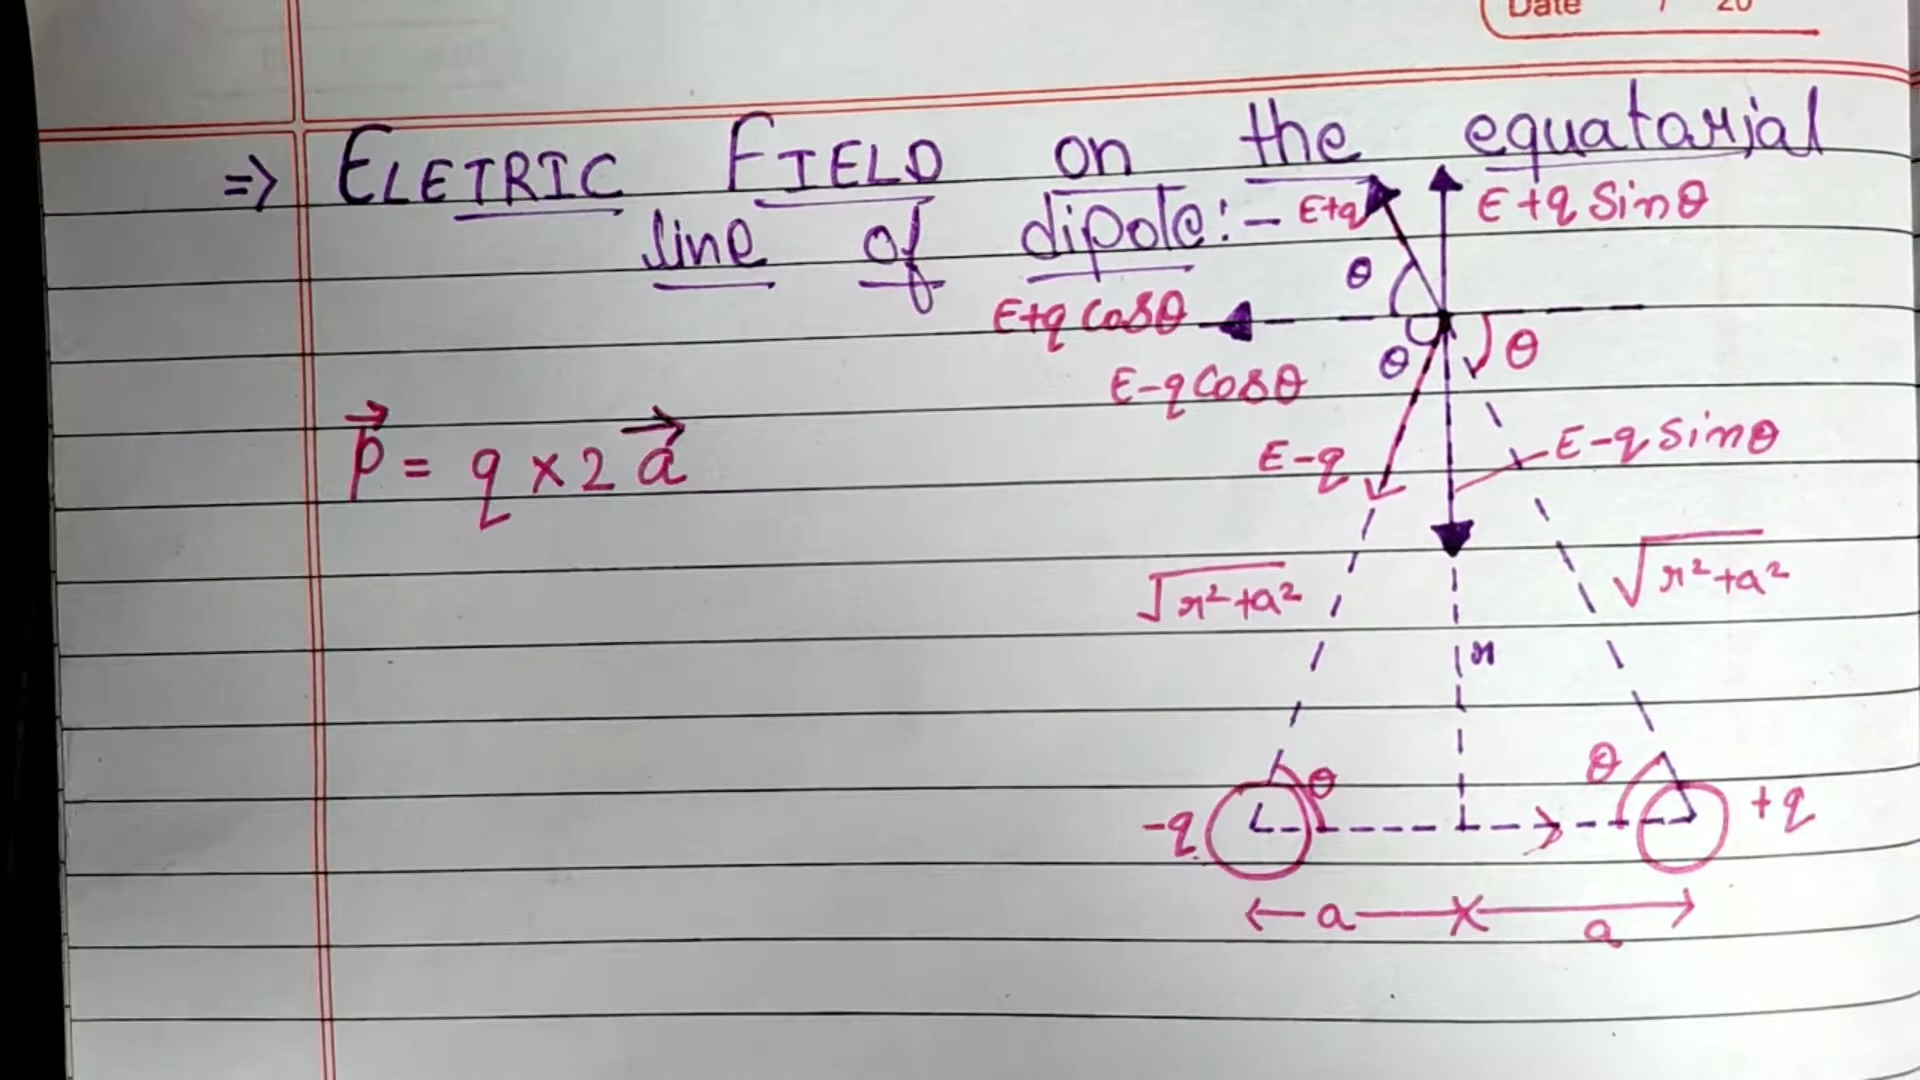 Date / 20
=> ELETRIC FIELD on the equatarial
line of dipole:-
E+q
E+q Sinθ
θ
E+q Cosθ
θ
θ
E-q Cosθ
E-q
E-q Sinθ
p⃗ = q × 2 a⃗
√r²+a²
√r²+a²
r
θ
θ
-q
+q
a
a